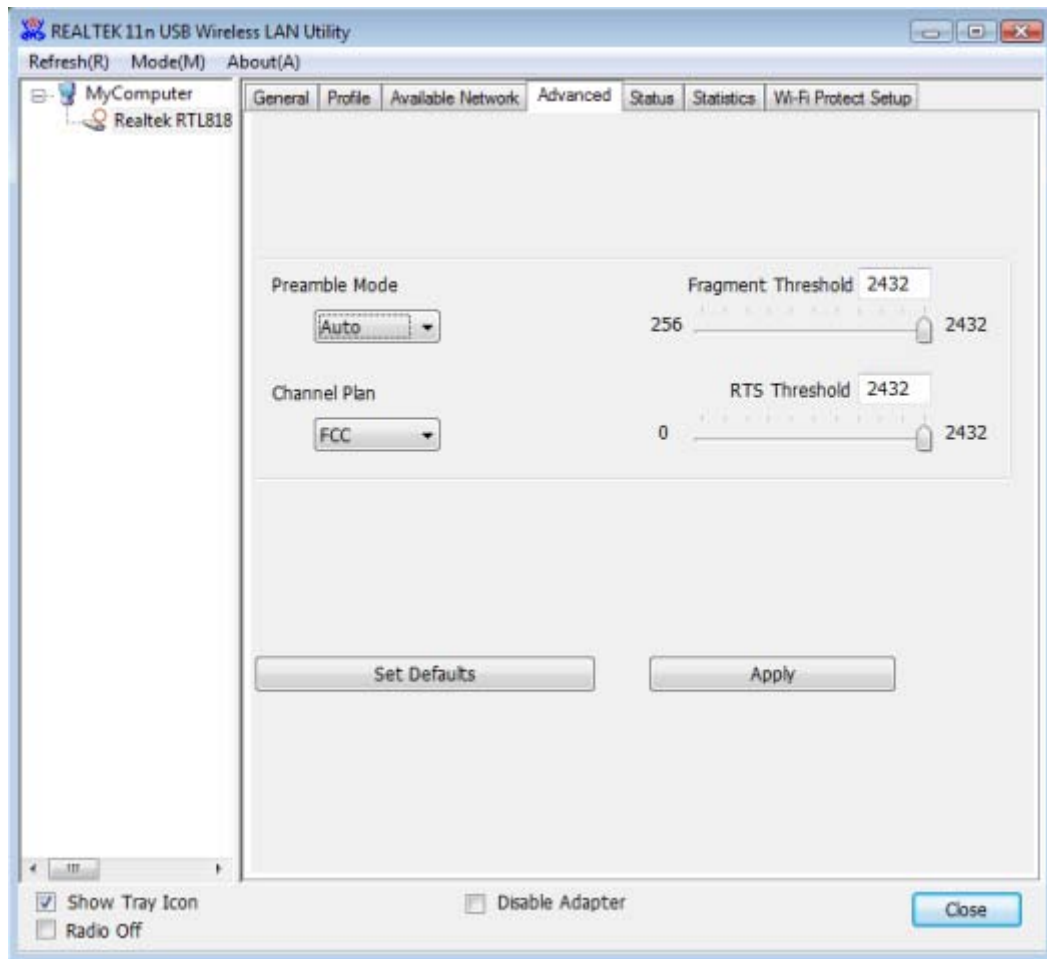 REALTEK 11n USB Wireless LAN Utility
Refresh(R) Mode(M) About(A)
MyComputer
Realtek RTL818
General Profile Available Network Advanced Status Statistics Wi-Fi Protect Setup
Preamble Mode
Auto
Fragment Threshold 2432
256 2432
Channel Plan
FCC
RTS Threshold 2432
0 2432
Set Defaults Apply
Show Tray Icon Disable Adapter
Radio Off
Close